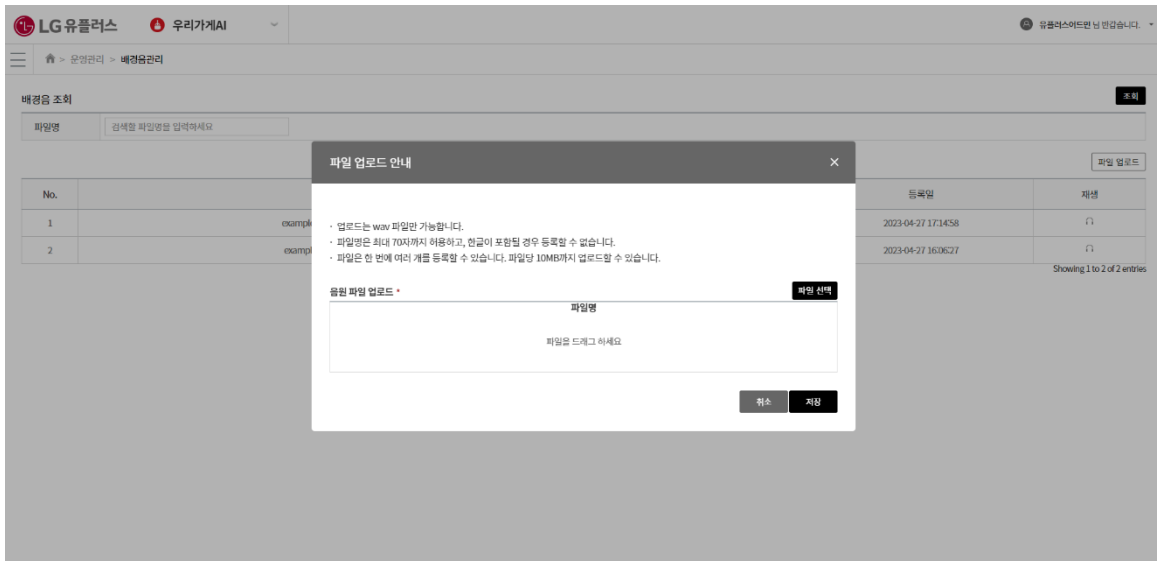 LG 유플러스
우리가게AI
유플러스어드민 님 반갑습니다.
> 운영관리 > 배경음관리
배경음 조회
조회
파일명
검색할 파일명을 입력하세요
파일 업로드 안내
파일 업로드
No.
등록일
재생
1
example
2023-04-27 17:14:58
2
exampl
2023-04-27 16:06:27
Showing 1 to 2 of 2 entries
· 업로드는 wav 파일만 가능합니다.
· 파일명은 최대 70자까지 허용하고, 한글이 포함될 경우 등록할 수 없습니다.
· 파일은 한 번에 여러 개를 등록할 수 있습니다. 파일당 10MB까지 업로드할 수 있습니다.
음원 파일 업로드 •
파일 선택
파일명
파일을 드래그 하세요
취소
저장